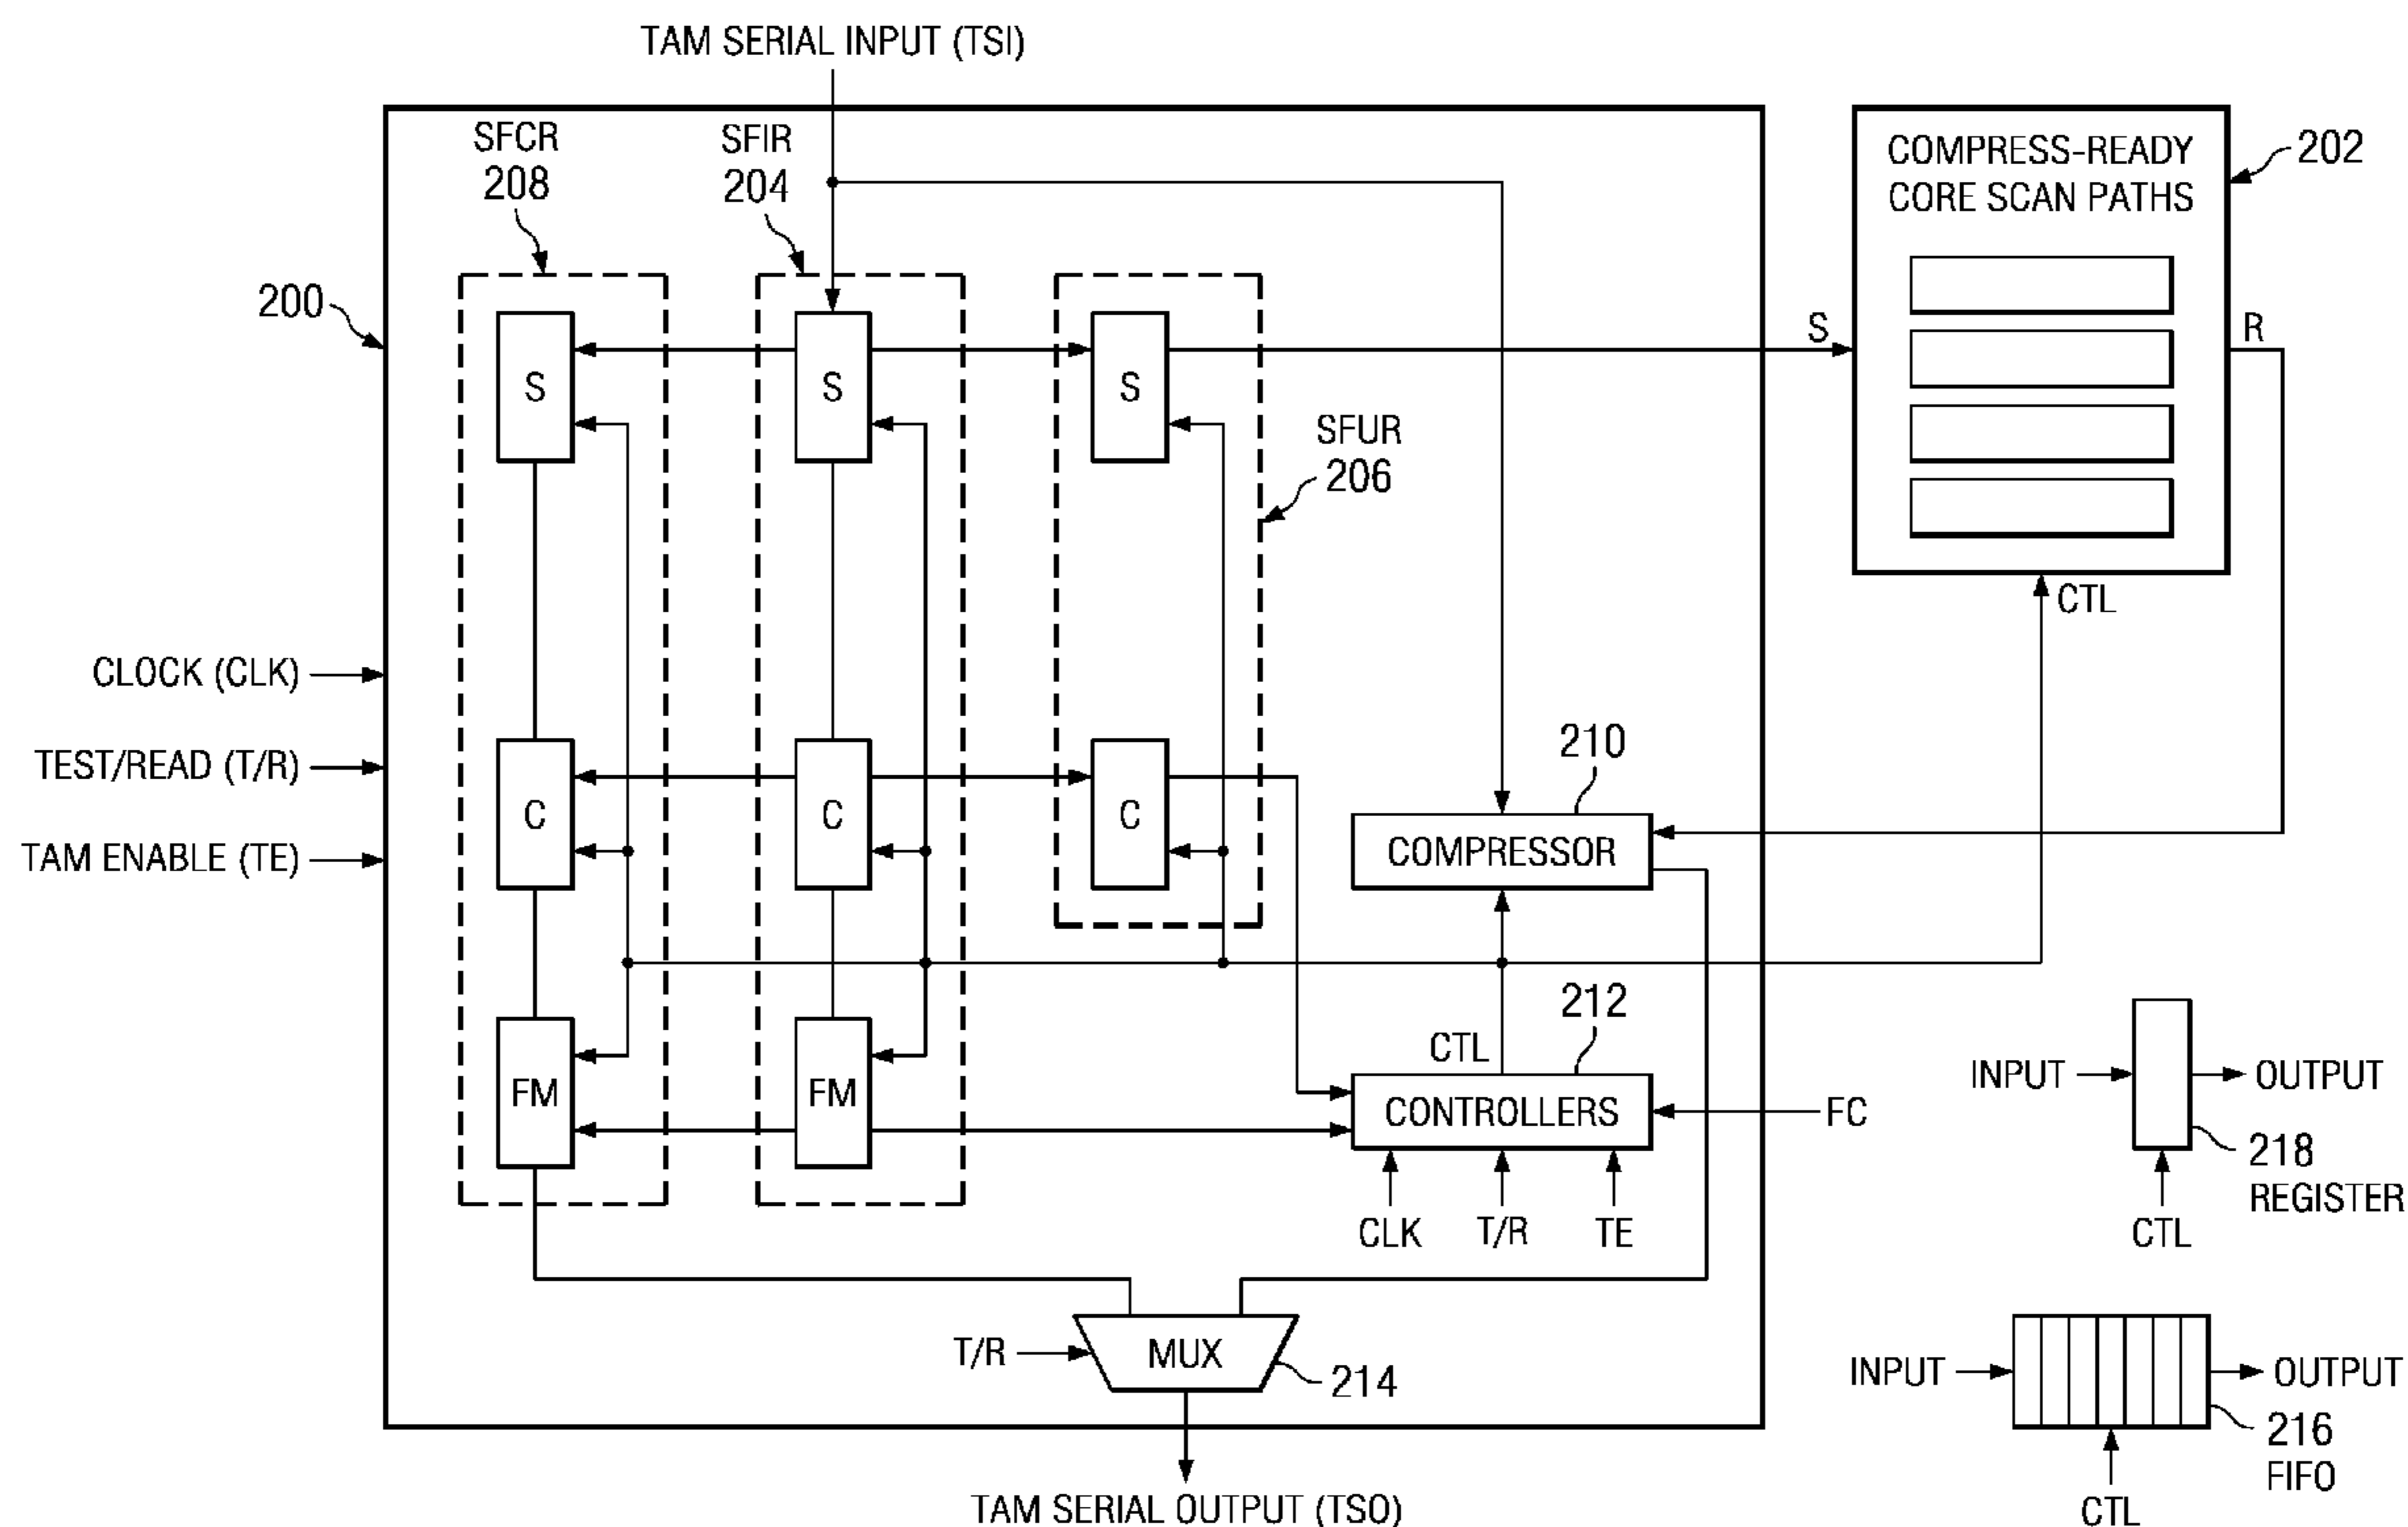 TAM SERIAL INPUT (TSI)
SFCR
208
SFIR
204
COMPRESS-READY
CORE SCAN PATHS
202
200
S
S
S
S
R
SFUR
206
CTL
CLOCK (CLK)
TEST/READ (T/R)
TAM ENABLE (TE)
C
C
C
210
COMPRESSOR
212
CTL
FM
FM
CONTROLLERS
FC
CLK
T/R
TE
INPUT
OUTPUT
218
REGISTER
CTL
T/R
MUX
214
INPUT
OUTPUT
216
FIFO
CTL
TAM SERIAL OUTPUT (TSO)